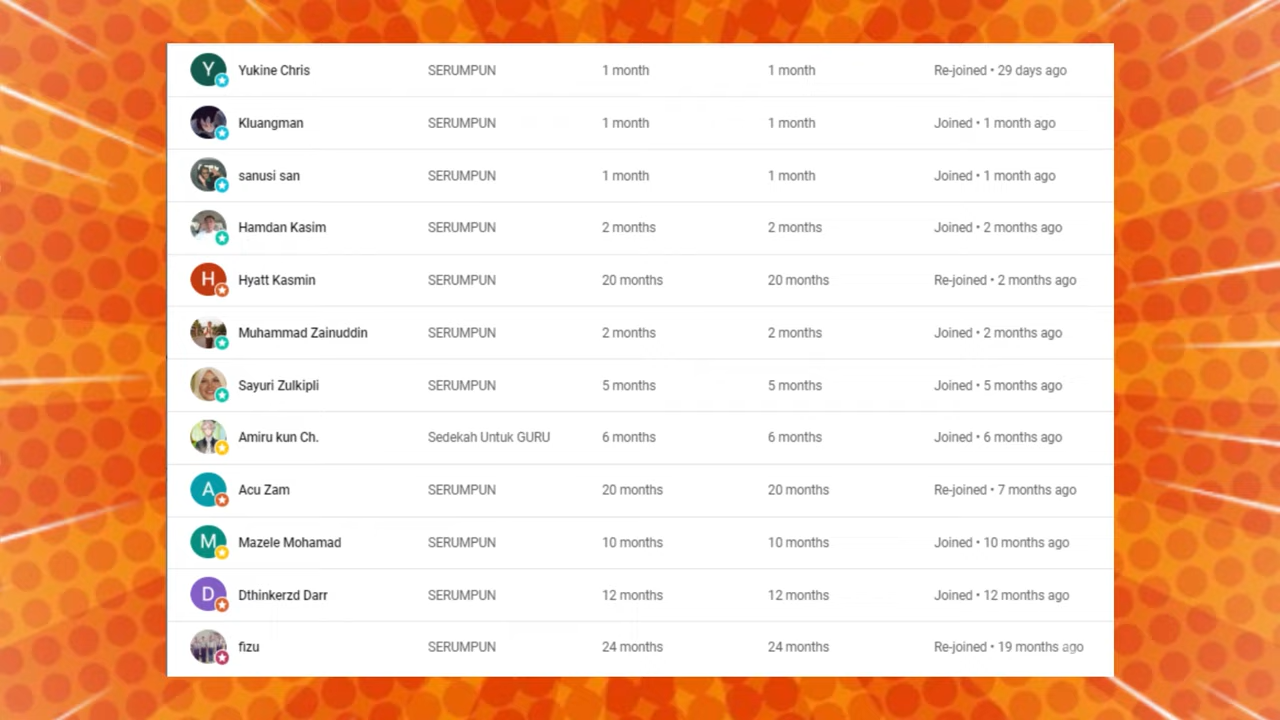 Y Yukine Chris SERUMPUN 1 month 1 month Re-joined • 29 days ago
Kluangman SERUMPUN 1 month 1 month Joined • 1 month ago
sanusi san SERUMPUN 1 month 1 month Joined • 1 month ago
Hamdan Kasim SERUMPUN 2 months 2 months Joined • 2 months ago
H Hyatt Kasmin SERUMPUN 20 months 20 months Re-joined • 2 months ago
Muhammad Zainuddin SERUMPUN 2 months 2 months Joined • 2 months ago
Sayuri Zulkipli SERUMPUN 5 months 5 months Joined • 5 months ago
Amiru kun Ch. Sedekah Untuk GURU 6 months 6 months Joined • 6 months ago
A Acu Zam SERUMPUN 20 months 20 months Re-joined • 7 months ago
M Mazele Mohamad SERUMPUN 10 months 10 months Joined • 10 months ago
D Dthinkerzd Darr SERUMPUN 12 months 12 months Joined • 12 months ago
fizu SERUMPUN 24 months 24 months Re-joined • 19 months ago